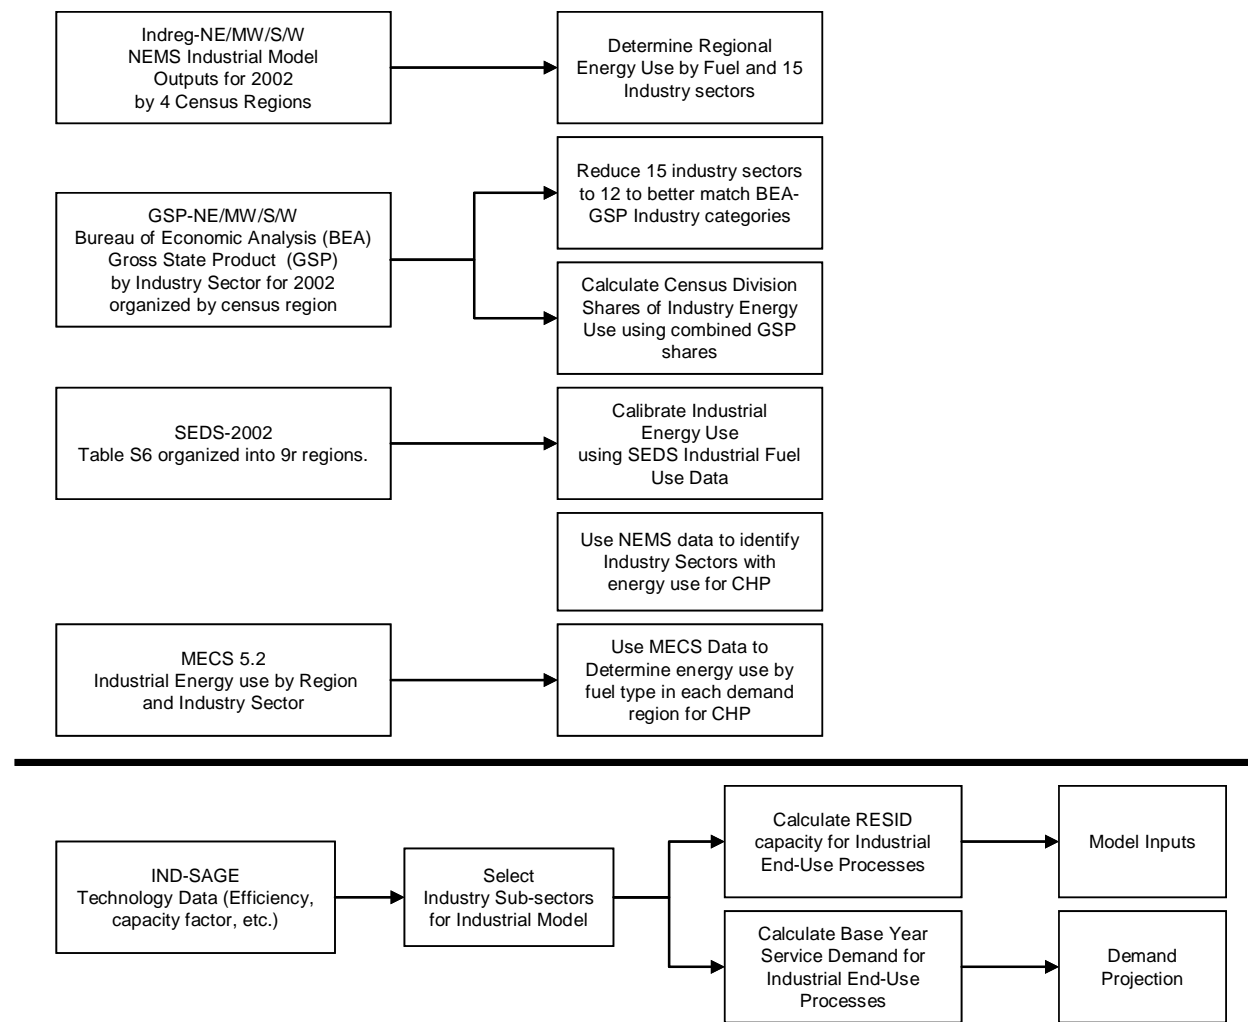 Indreg-NE/MW/S/W
NEMS Industrial Model
Outputs for 2002
by 4 Census Regions
Determine Regional
Energy Use by Fuel and 15
Industry sectors
Reduce 15 industry sectors
to 12 to better match BEA-
GSP Industry categories
GSP-NE/MW/S/W
Bureau of Economic Analysis (BEA)
Gross State Product (GSP)
by Industry Sector for 2002
organized by census region
Calculate Census Division
Shares of Industry Energy
Use using combined GSP
shares
SEDS-2002
Table S6 organized into 9r regions.
Calibrate Industrial
Energy Use
using SEDS Industrial Fuel
Use Data
Use NEMS data to identify
Industry Sectors with
energy use for CHP
MECS 5.2
Industrial Energy use by Region
and Industry Sector
Use MECS Data to
Determine energy use by
fuel type in each demand
region for CHP
IND-SAGE
Technology Data (Efficiency,
capacity factor, etc.)
Select
Industry Sub-sectors
for Industrial Model
Calculate RESID
capacity for Industrial
End-Use Processes
Model Inputs
Calculate Base Year
Service Demand for
Industrial End-Use
Processes
Demand
Projection